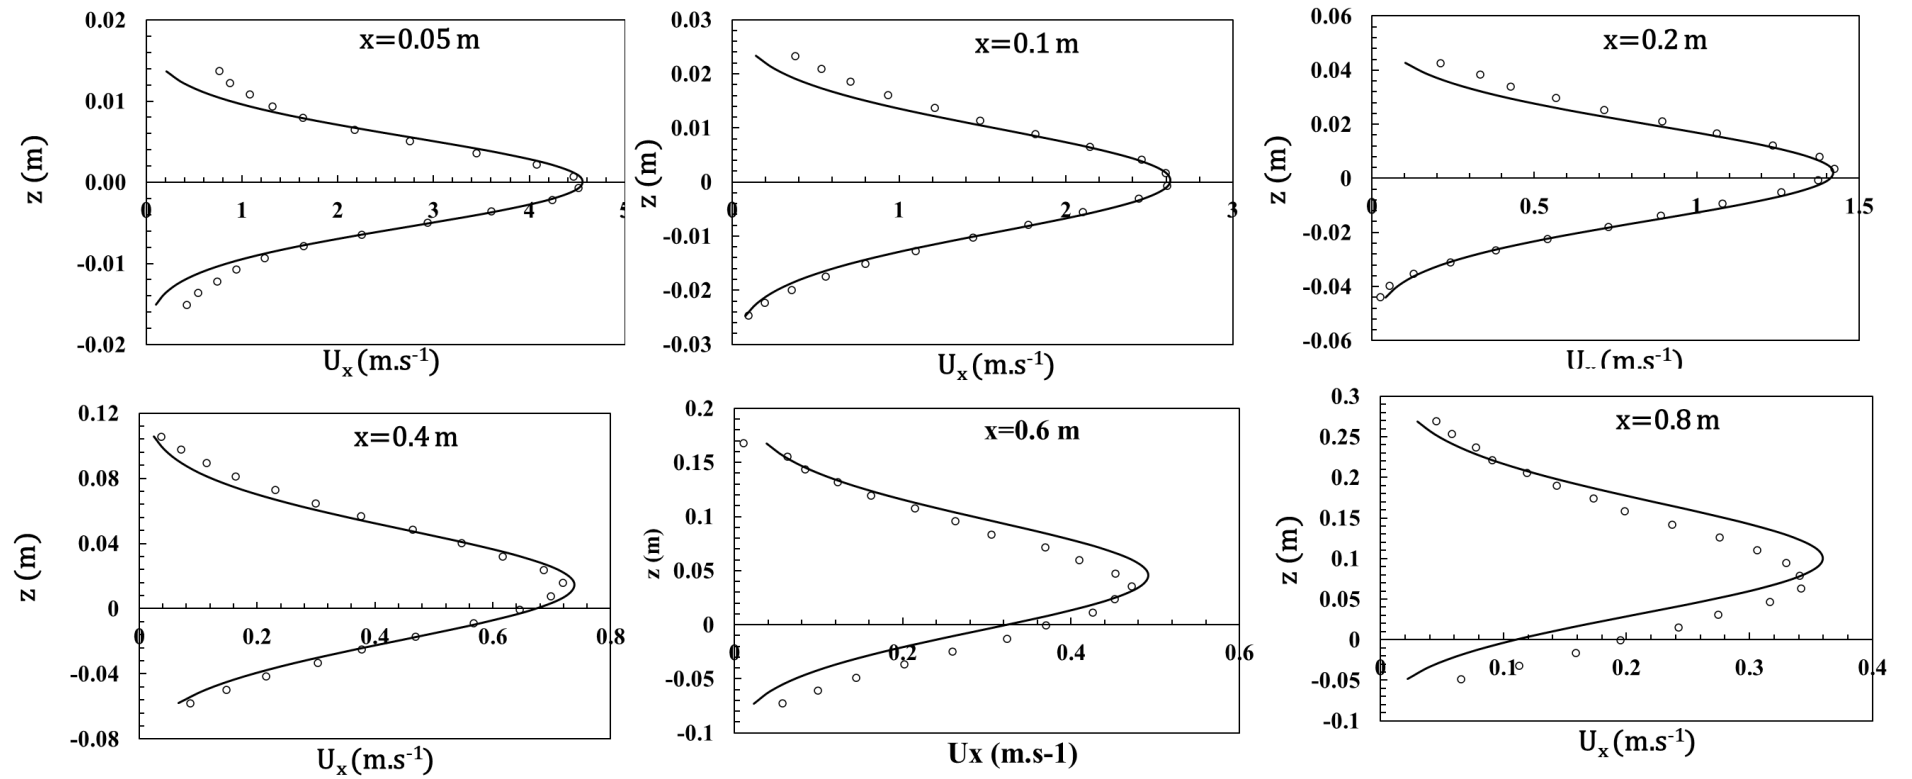 x=0.05 m
0.02
0.01
0.00
-0.01
-0.02
z (m)
0 1 2 3 4 5
Uₓ (m.s⁻¹)
x=0.1 m
0.03
0.02
0.01
0
-0.01
-0.02
-0.03
z (m)
0 1 2 3
Uₓ (m.s⁻¹)
x=0.2 m
0.06
0.04
0.02
0
-0.02
-0.04
-0.06
z (m)
0 0.5 1 1.5
Uₓ (m.s⁻¹)
x=0.4 m
0.12
0.08
0.04
0
-0.04
-0.08
z (m)
0 0.2 0.4 0.6 0.8
Uₓ (m.s⁻¹)
x=0.6 m
0.2
0.15
0.1
0.05
0
-0.05
-0.1
z (m)
0 0.2 0.4 0.6
Ux (m.s-1)
x=0.8 m
0.3
0.25
0.2
0.15
0.1
0.05
0
-0.05
-0.1
z (m)
0 0.1 0.2 0.3 0.4
Uₓ (m.s⁻¹)